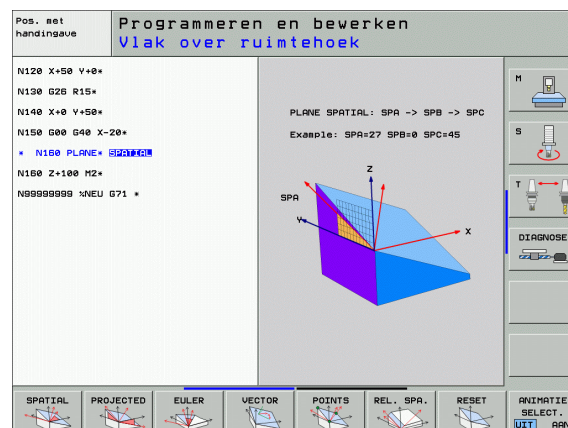 Pos. met
handingave
Programmeren en bewerken
Vlak over ruimtehoek
N120 X+50 Y+0*
N130 G26 R15*
N140 X+0 Y+50*
N150 G00 G40 X-20*
* N160 PLANE* SPATIAL
N160 Z+100 M2*
N99999999 %NEU G71 *
PLANE SPATIAL: SPA -> SPB -> SPC
Example: SPA=27 SPB=0 SPC=45
Z
SPA
Y
X
M
S
T
DIAGNOSE
SPATIAL
PROJECTED
EULER
VECTOR
POINTS
REL. SPA.
RESET
ANIMATIE
SELECT.
UIT AAN